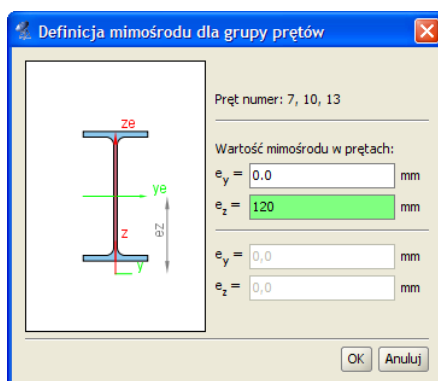 Definicja mimośrodu dla grupy prętów
ze
ye
ez
z
y
Pręt numer: 7, 10, 13
Wartość mimośrodu w prętach:
ey = 0.0 mm
ez = 120 mm
ey = 0,0 mm
ez = 0,0 mm
OK Anuluj